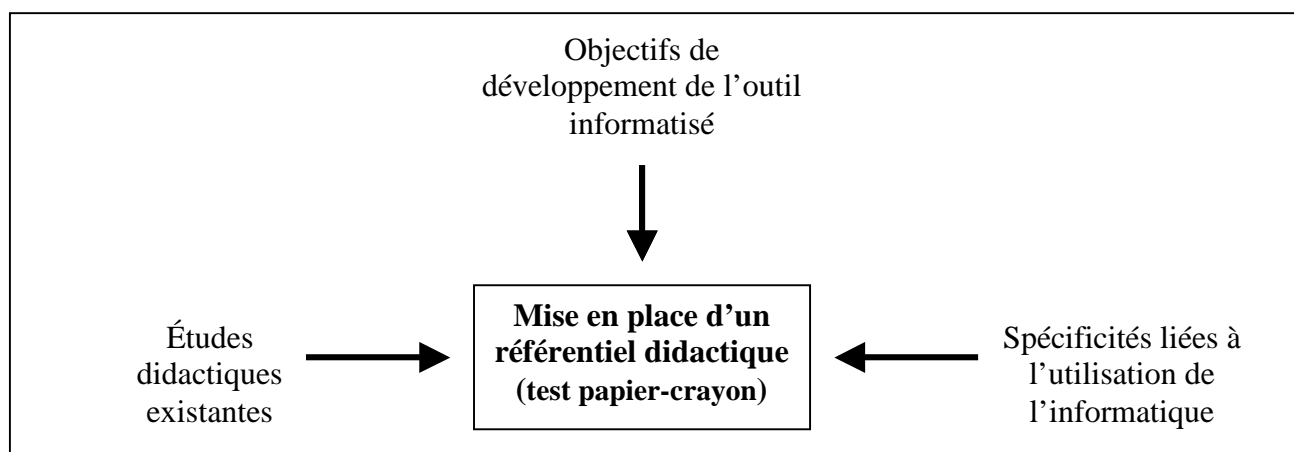 Objectifs de
développement de l’outil
informatisé
Mise en place d’un
référentiel didactique
(test papier-crayon)
Études
didactiques
existantes
Spécificités liées à
l’utilisation de
l’informatique